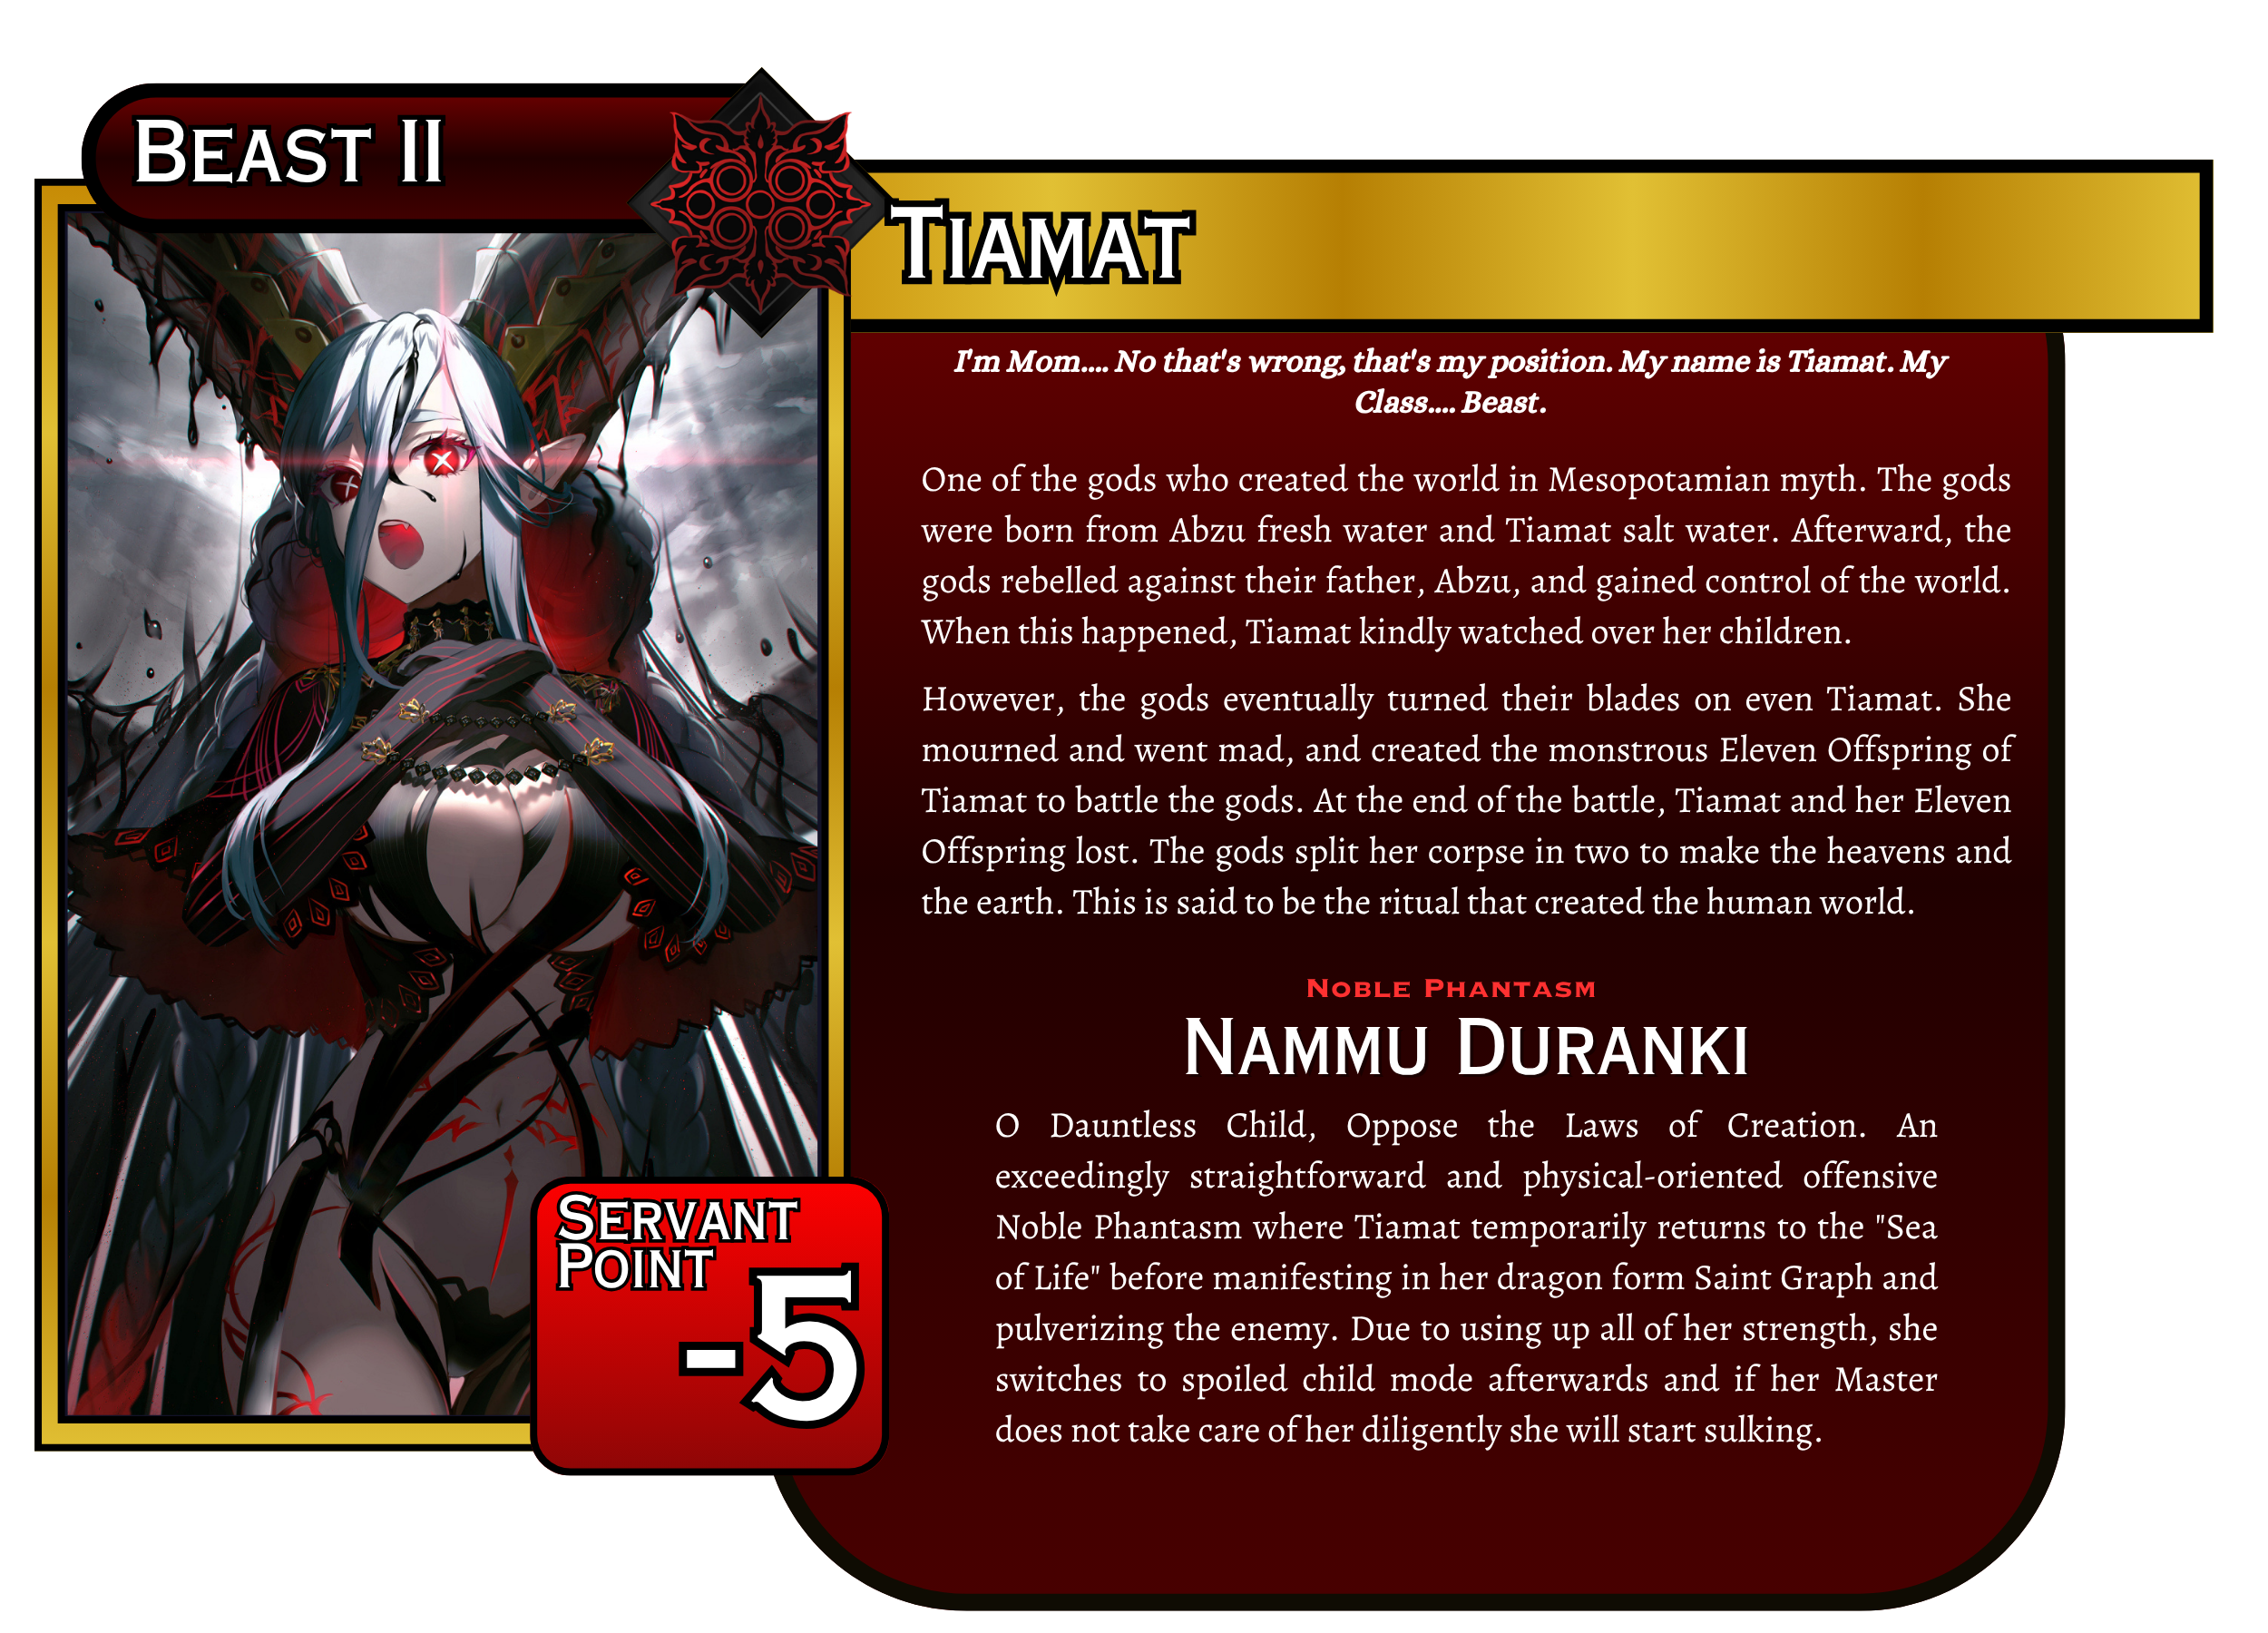 BEAST II
TIAMAT
I'm Mom.... No that's wrong, that's my position. My name is Tiamat. My
Class.... Beast.
One of the gods who created the world in Mesopotamian myth. The gods
were born from Abzu fresh water and Tiamat salt water. Afterward, the
gods rebelled against their father, Abzu, and gained control of the world.
When this happened, Tiamat kindly watched over her children.
However, the gods eventually turned their blades on even Tiamat. She
mourned and went mad, and created the monstrous Eleven Offspring of
Tiamat to battle the gods. At the end of the battle, Tiamat and her Eleven
Offspring lost. The gods split her corpse in two to make the heavens and
the earth. This is said to be the ritual that created the human world.
NOBLE PHANTASM
NAMMU DURANKI
O Dauntless Child, Oppose the Laws of Creation. An
exceedingly straightforward and physical-oriented offensive
Noble Phantasm where Tiamat temporarily returns to the "Sea
of Life" before manifesting in her dragon form Saint Graph and
pulverizing the enemy. Due to using up all of her strength, she
switches to spoiled child mode afterwards and if her Master
does not take care of her diligently she will start sulking.
SERVANT
POINT
-5